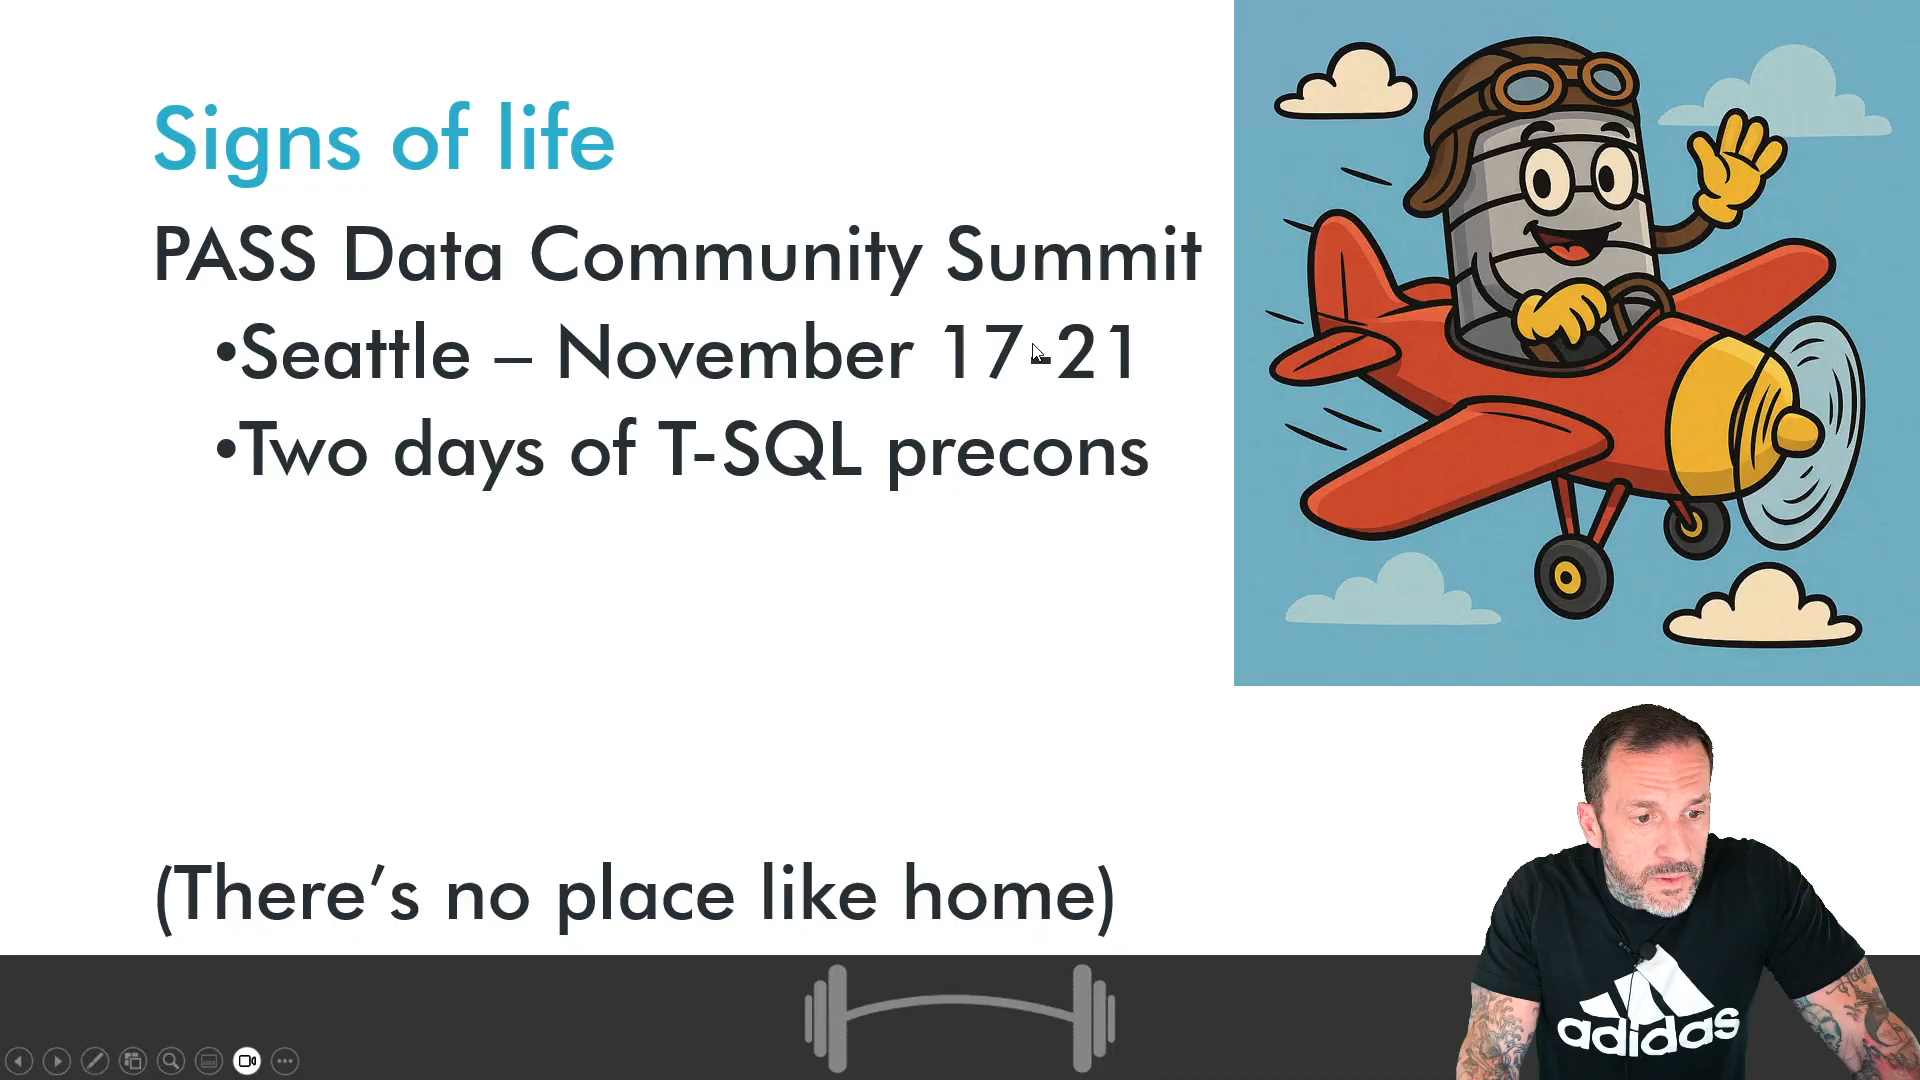 Signs of life
PASS Data Community Summit
•Seattle – November 17-21
•Two days of T-SQL precons
(There's no place like home)
adidas